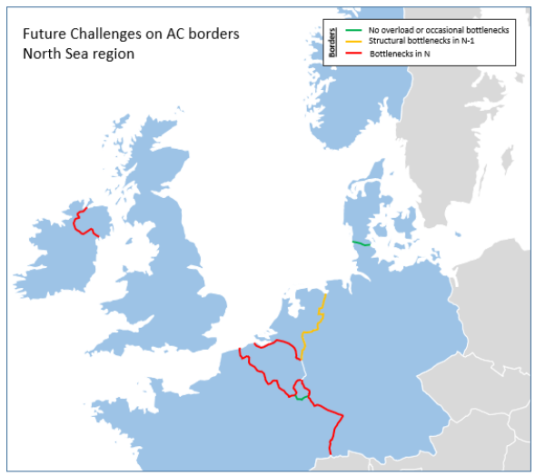 Future Challenges on AC borders
North Sea region
Borders
No overload or occasional bottlenecks
Structural bottlenecks in N-1
Bottlenecks in N